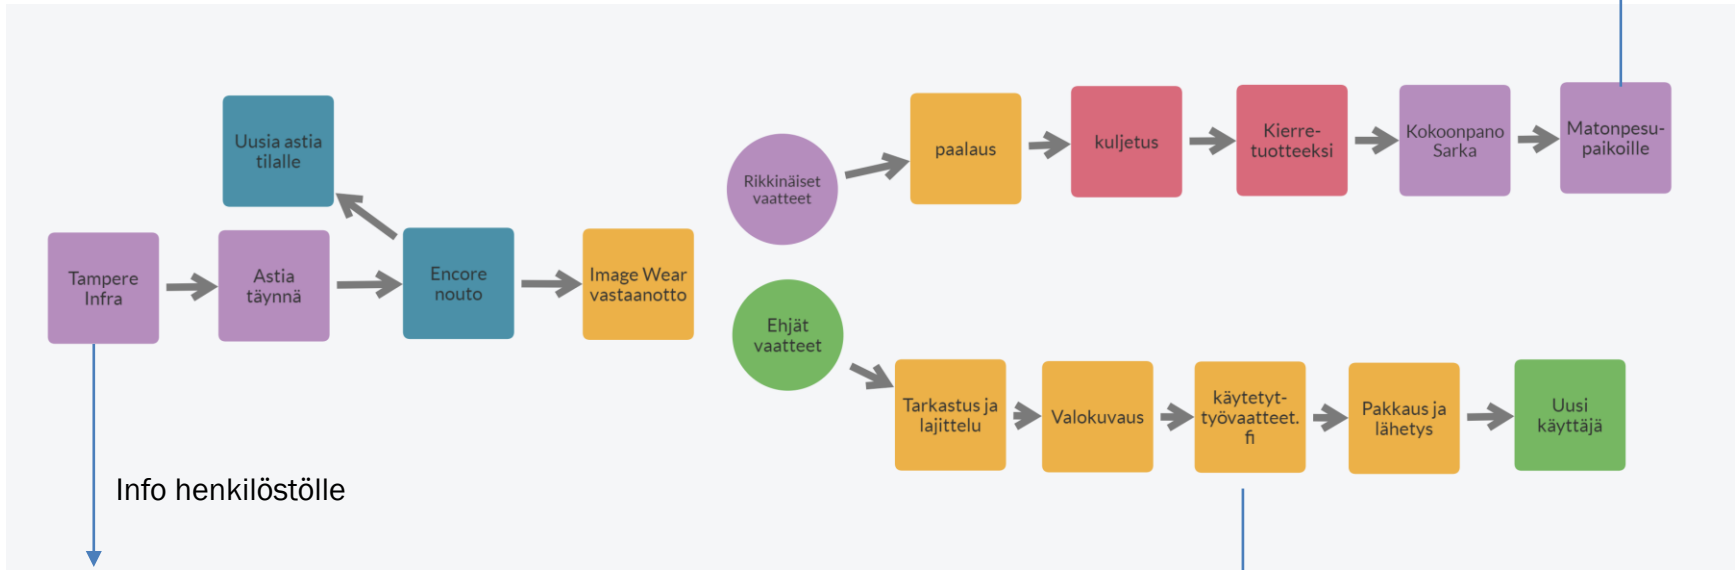 Uusia astia
tilalle
Tampere
Infra
Astia
täynnä
Encore
nouto
Image Wear
vastaanotto
Info henkilöstölle
Rikkinäiset
vaatteet
paalaus
kuljetus
Kierre-
tuotteeksi
Kokoonpano
Sarka
Matonpesu-
paikoille
Ehjät
vaatteet
Tarkastus ja
lajittelu
Valokuvaus
käytetyt-
työvaatteet.
fi
Pakkaus ja
lähetys
Uusi
käyttäjä